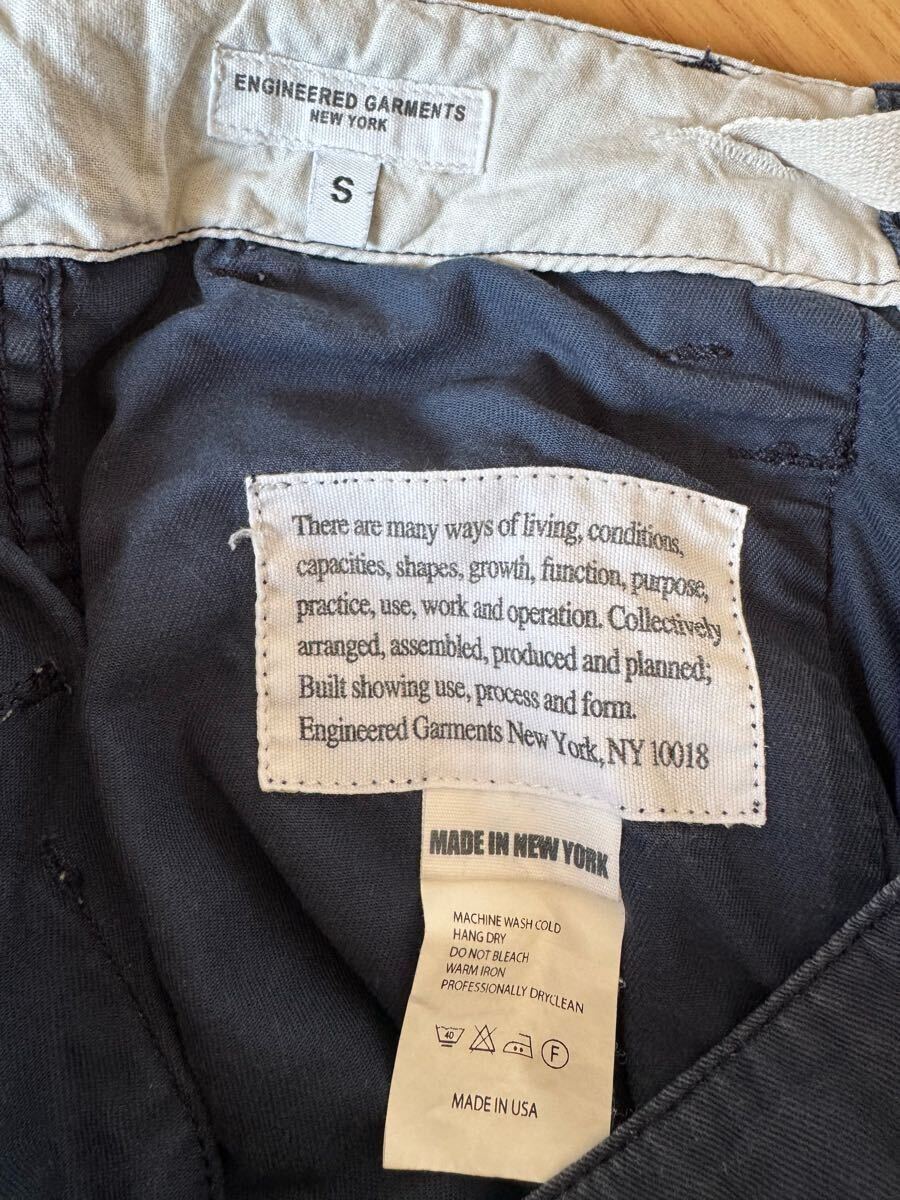 ENGINEERED GARMENTS
NEW YORK
S
There are many ways of living, conditions,
capacities, shapes, growth, function, purpose,
practice, use, work and operation. Collectively
arranged, assembled, produced and planned;
Built showing use, process and form.
Engineered Garments New York, NY 10018
MADE IN NEW YORK
MACHINE WASH COLD
HANG DRY
DO NOT BLEACH
WARM IRON
PROFESSIONALLY DRYCLEAN
40 F
MADE IN USA